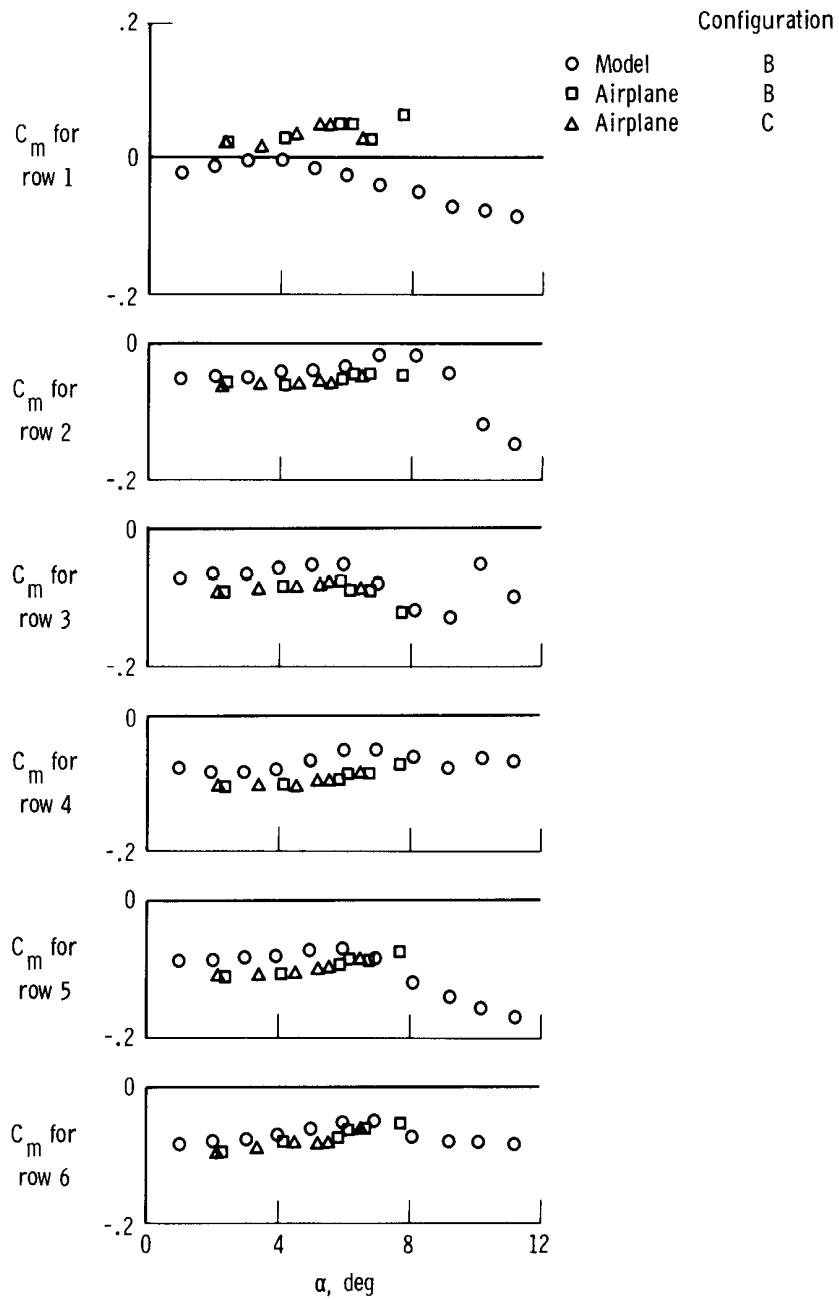 Configuration
Model B
Airplane B
Airplane C
.2
C_m for
row 1
0
-.2
0
C_m for
row 2
-.2
0
C_m for
row 3
-.2
0
C_m for
row 4
-.2
0
C_m for
row 5
-.2
0
C_m for
row 6
-.2
0 4 8 12
α, deg